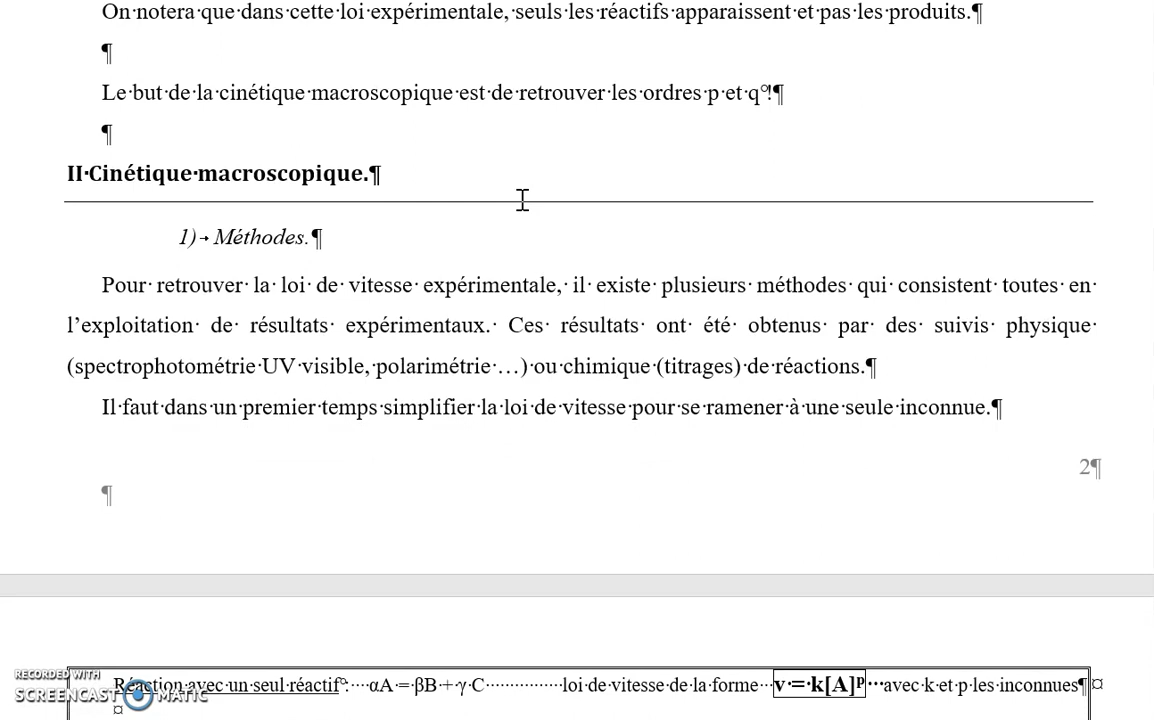 On notera que dans cette loi expérimentale, seuls les réactifs apparaissent et pas les produits.¶
¶
Le but de la cinétique macroscopique est de retrouver les ordres p et q°!¶
¶
II Cinétique macroscopique.¶
1)→ Méthodes.¶
Pour retrouver la loi de vitesse expérimentale, il existe plusieurs méthodes qui consistent toutes en
l’exploitation de résultats expérimentaux. Ces résultats ont été obtenus par des suivis physique
(spectrophotométrie UV visible, polarimétrie …) ou chimique (titrages) de réactions.¶
Il faut dans un premier temps simplifier la loi de vitesse pour se ramener à une seule inconnue.¶
2¶
¶
Réaction avec un seul réactif°: αA = βB + γ C loi de vitesse de la forme v = k[A]ᵖ avec k et p les inconnues¶¤
¤
RECORDED WITH
SCREENCAST MATIC